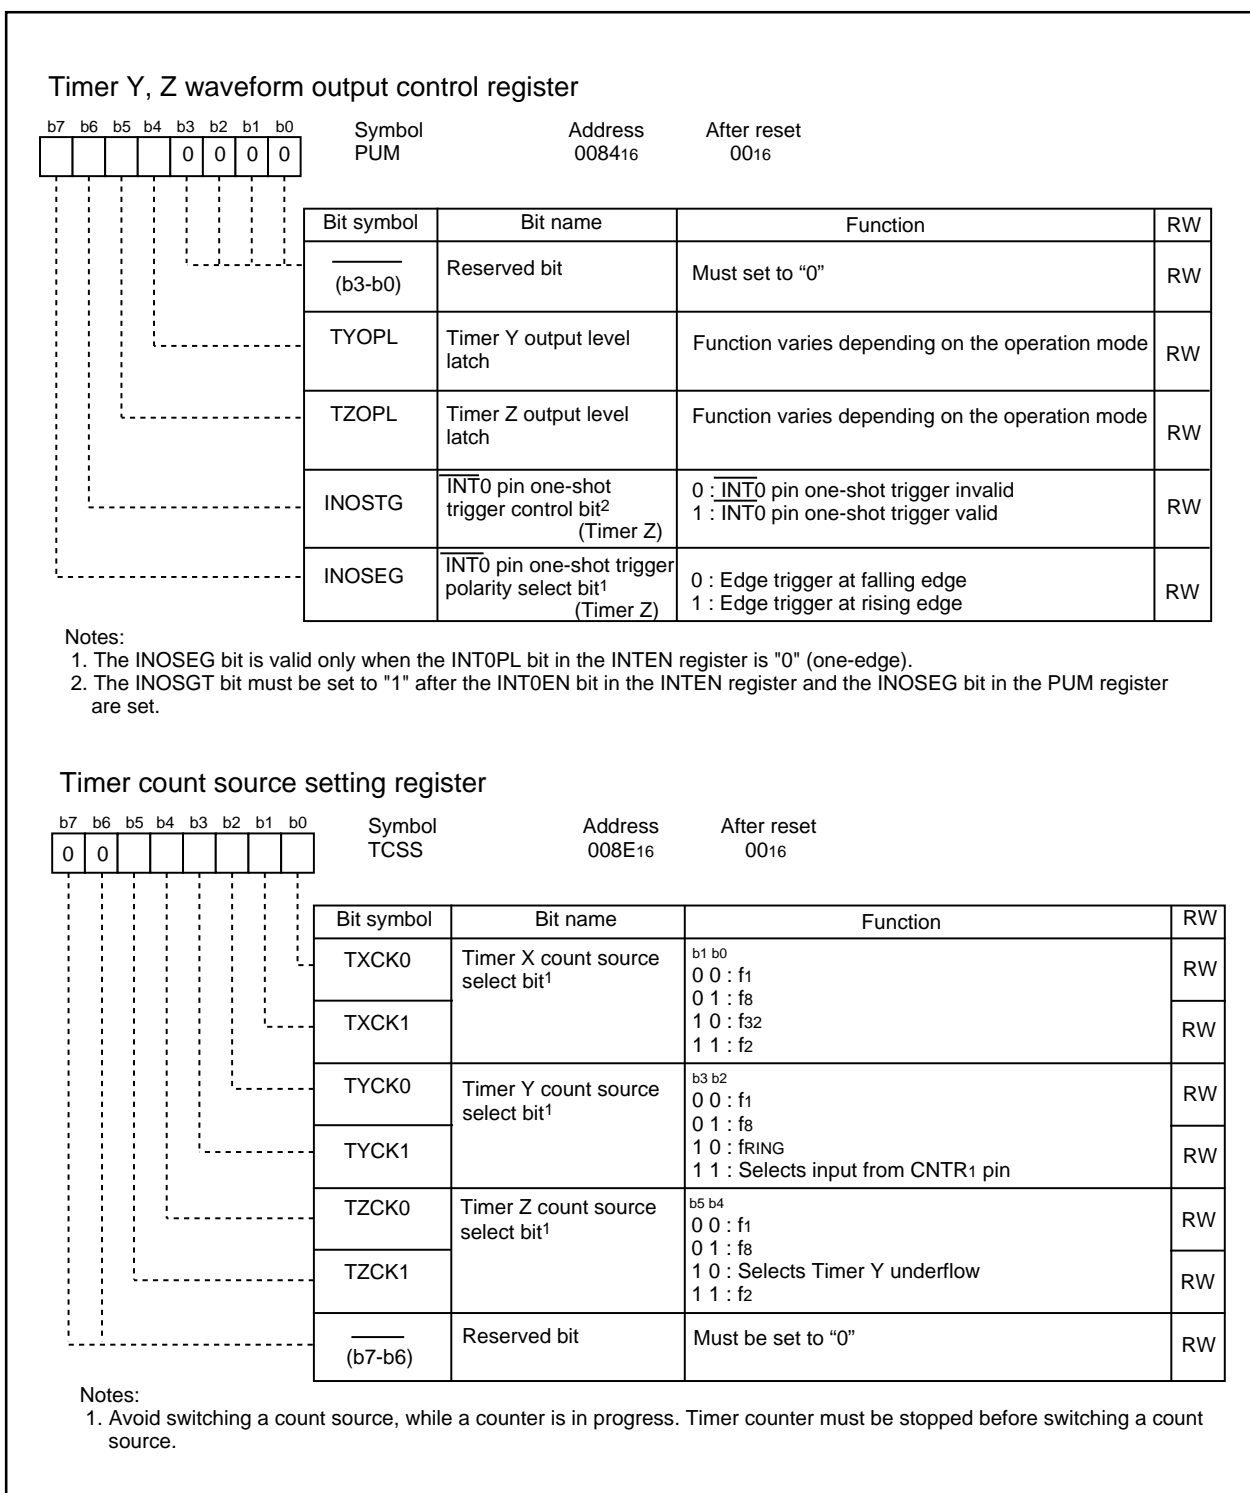 Timer Y, Z waveform output control register
b7 b6 b5 b4 b3 b2 b1 b0 Symbol Address After reset
0 0 0 0 PUM 008416 0016
Bit symbol Bit name Function RW
(b3-b0) Reserved bit Must set to “0” RW
TYOPL Timer Y output level Function varies depending on the operation mode RW
latch
TZOPL Timer Z output level Function varies depending on the operation mode RW
latch
INOSTG INT0 pin one-shot 0 : INT0 pin one-shot trigger invalid RW
trigger control bit2 1 : INT0 pin one-shot trigger valid
(Timer Z)
INOSEG INT0 pin one-shot trigger 0 : Edge trigger at falling edge RW
polarity select bit1 1 : Edge trigger at rising edge
(Timer Z)
Notes:
1. The INOSEG bit is valid only when the INT0PL bit in the INTEN register is "0" (one-edge).
2. The INOSGT bit must be set to "1" after the INT0EN bit in the INTEN register and the INOSEG bit in the PUM register
are set.
Timer count source setting register
b7 b6 b5 b4 b3 b2 b1 b0 Symbol Address After reset
0 0 TCSS 008E16 0016
Bit symbol Bit name Function RW
TXCK0 Timer X count source b1 b0 RW
select bit1 0 0 : f1
0 1 : f8
TXCK1 1 0 : f32 RW
1 1 : f2
TYCK0 Timer Y count source b3 b2 RW
select bit1 0 0 : f1
0 1 : f8
TYCK1 1 0 : fRING RW
1 1 : Selects input from CNTR1 pin
TZCK0 Timer Z count source b5 b4 RW
select bit1 0 0 : f1
0 1 : f8
TZCK1 1 0 : Selects Timer Y underflow RW
1 1 : f2
(b7-b6) Reserved bit Must be set to “0” RW
Notes:
1. Avoid switching a count source, while a counter is in progress. Timer counter must be stopped before switching a count
source.